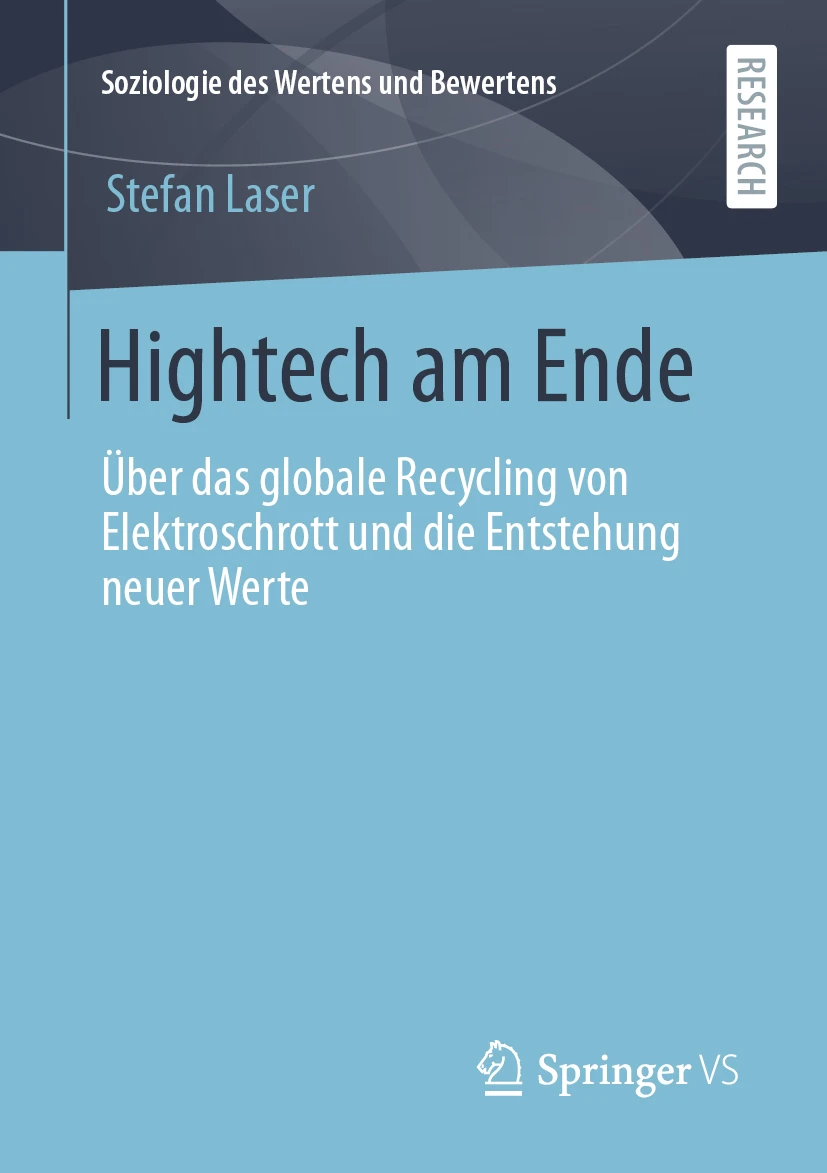 Soziologie des Wertens und Bewertens
RESEARCH
Stefan Laser
Hightech am Ende
Über das globale Recycling von
Elektroschrott und die Entstehung
neuer Werte
Springer VS